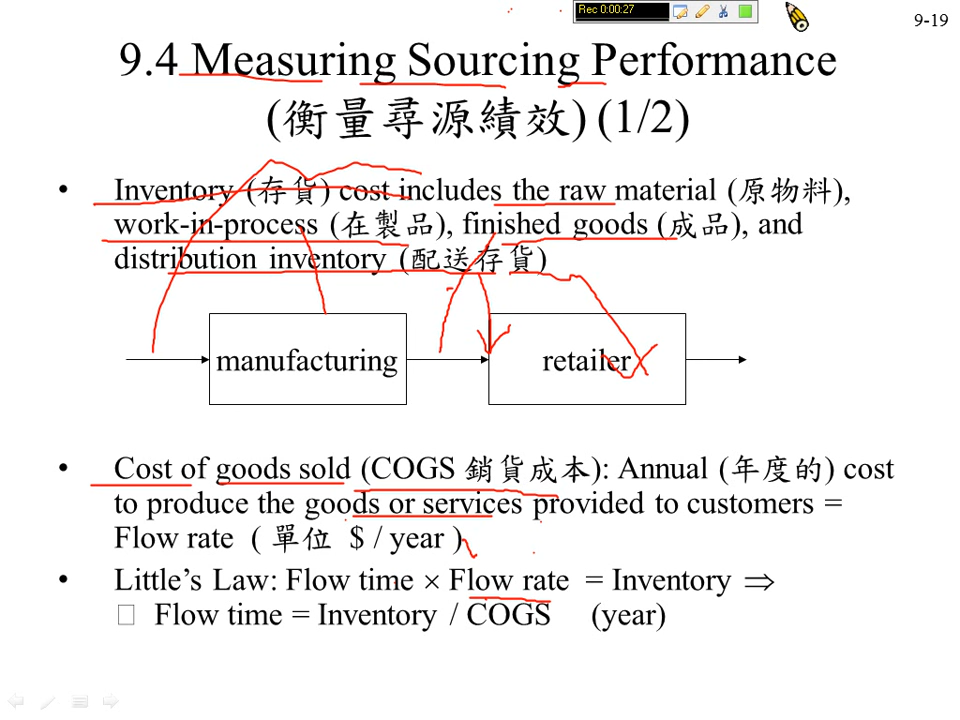 Rec 0:00:27
9-19
9.4 Measuring Sourcing Performance
(衡量尋源績效) (1/2)
• Inventory (存貨) cost includes the raw material (原物料),
work-in-process (在製品), finished goods (成品), and
distribution inventory (配送存貨)
manufacturing
retailer
• Cost of goods sold (COGS 銷貨成本): Annual (年度的) cost
to produce the goods or services provided to customers =
Flow rate ( 單位 $ / year )
• Little’s Law: Flow time × Flow rate = Inventory ⇒
□ Flow time = Inventory / COGS (year)